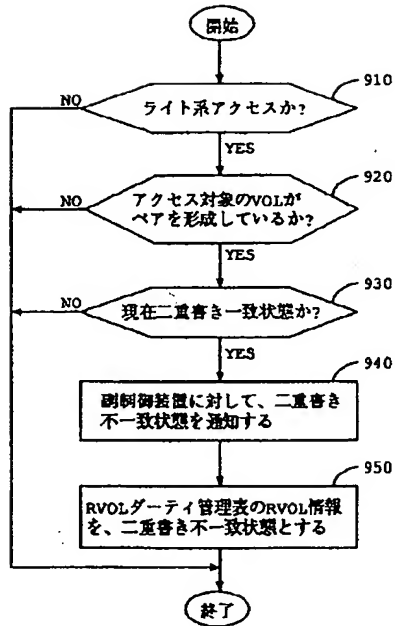 開始
910
ライト系アクセスか?
NO
YES
920
アクセス対象のVOLが
ペアを形成しているか?
NO
YES
930
現在二重書き一致状態か?
NO
YES
940
副制御装置に対して、二重書き
不一致状態を通知する
950
RVOLダーティ管理表のRVOL情報
を、二重書き不一致状態とする
終了